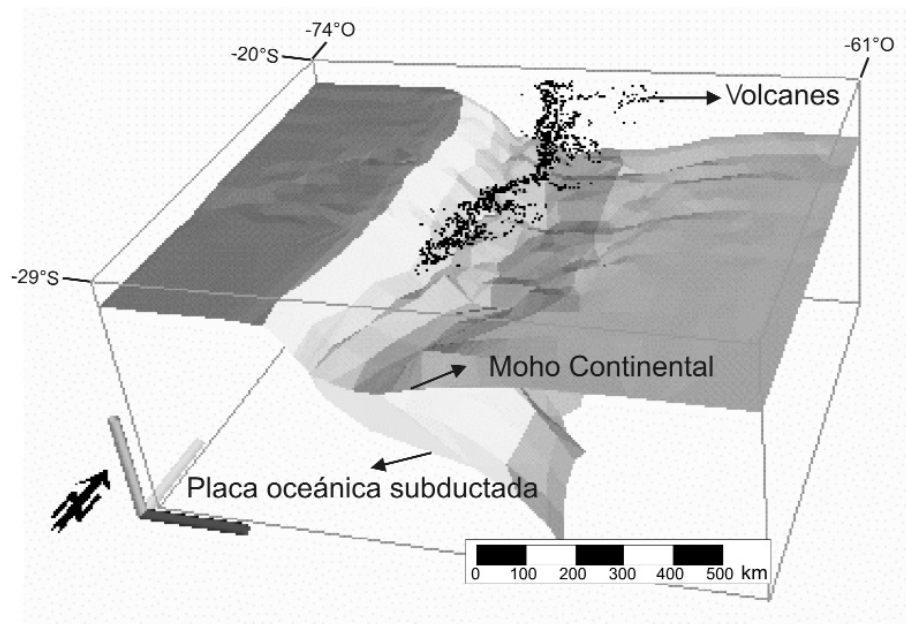 -74°O
-20°S
-61°O
Volcanes
-29°S
Moho Continental
Placa oceánica subductada
0 100 200 300 400 500 km